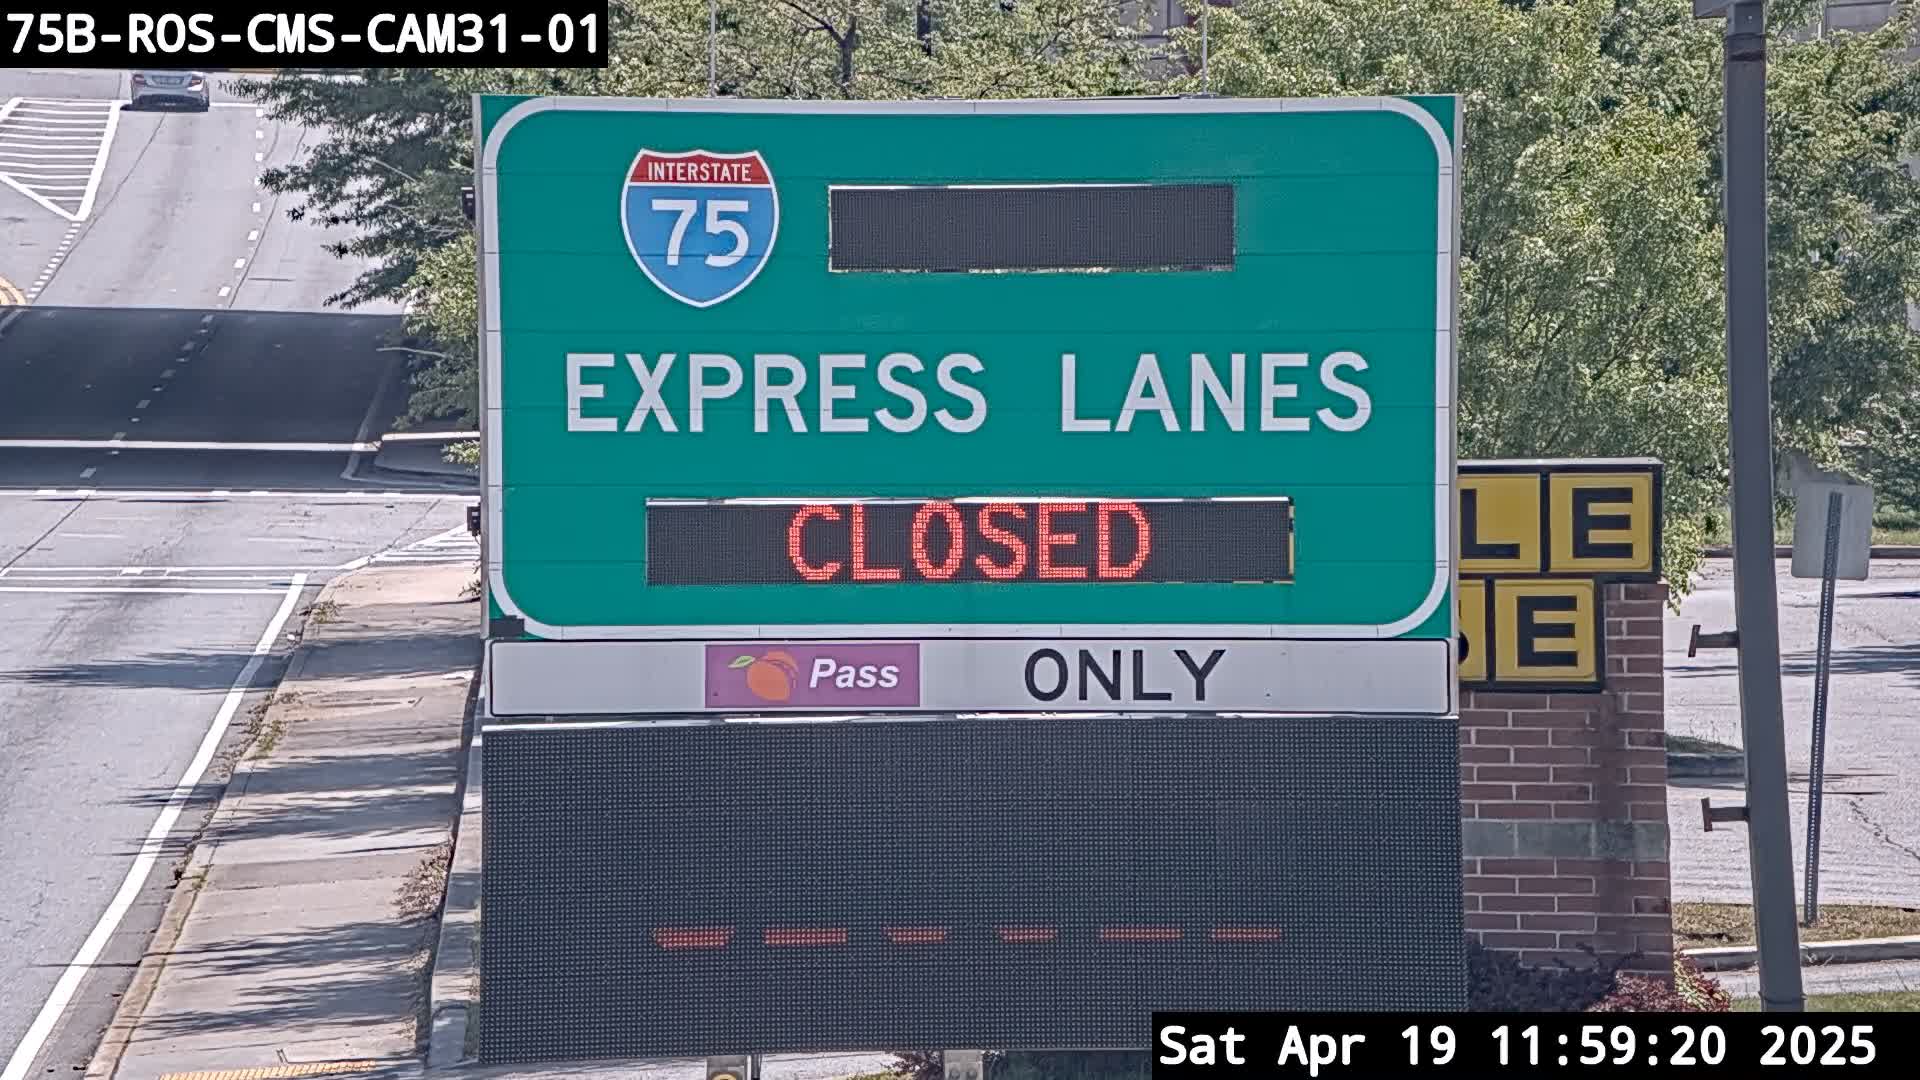 75B-ROS-CMS-CAM31-01
INTERSTATE
75
EXPRESS LANES
CLOSED
Pass ONLY
LE
E
Sat Apr 19 11:59:20 2025